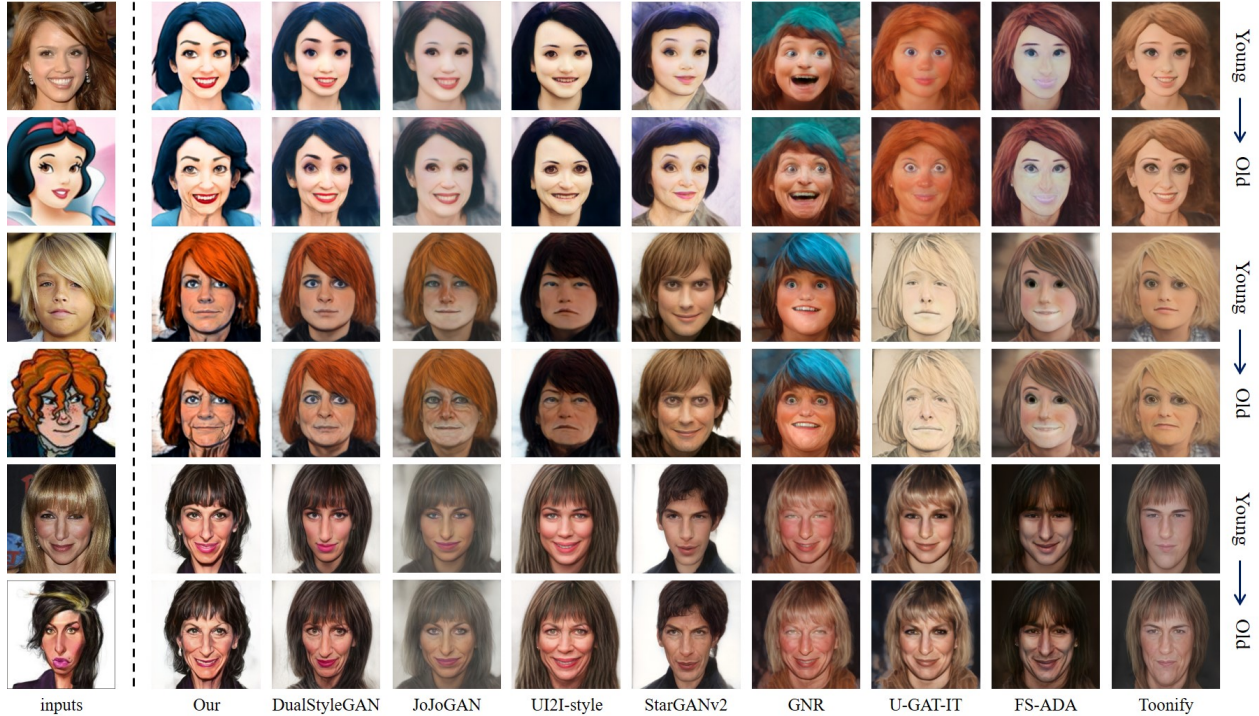 Young
Old
Young
Old
Young
Old
inputs
Our
DualStyleGAN
JoJoGAN
UI2I-style
StarGANv2
GNR
U-GAT-IT
FS-ADA
Toonify